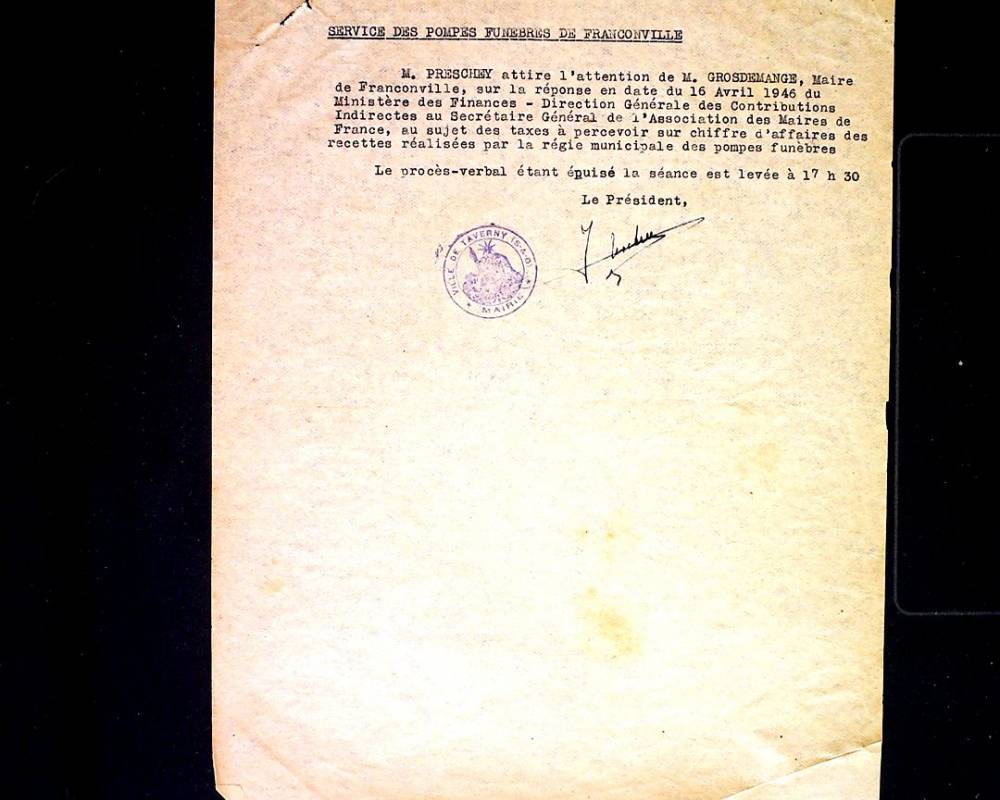 SERVICE DES POMPES FUNEBRES DE FRANCONVILLE
M. PRESCHEY attire l'attention de M. GROSDEMANGE, Maire
de Franconville, sur la réponse en date du 16 Avril 1946 du
Ministère des Finances - Direction Générale des Contributions
Indirectes au Secrétaire Général de l'Association des Maires de
France, au sujet des taxes à percevoir sur chiffre d'affaires des
recettes réalisées par la régie municipale des pompes funèbres
Le procès-verbal étant épuisé la séance est levée à 17 h 30
Le Président,
VILLE DE TAVERNY (S-&-O)
MAIRIE